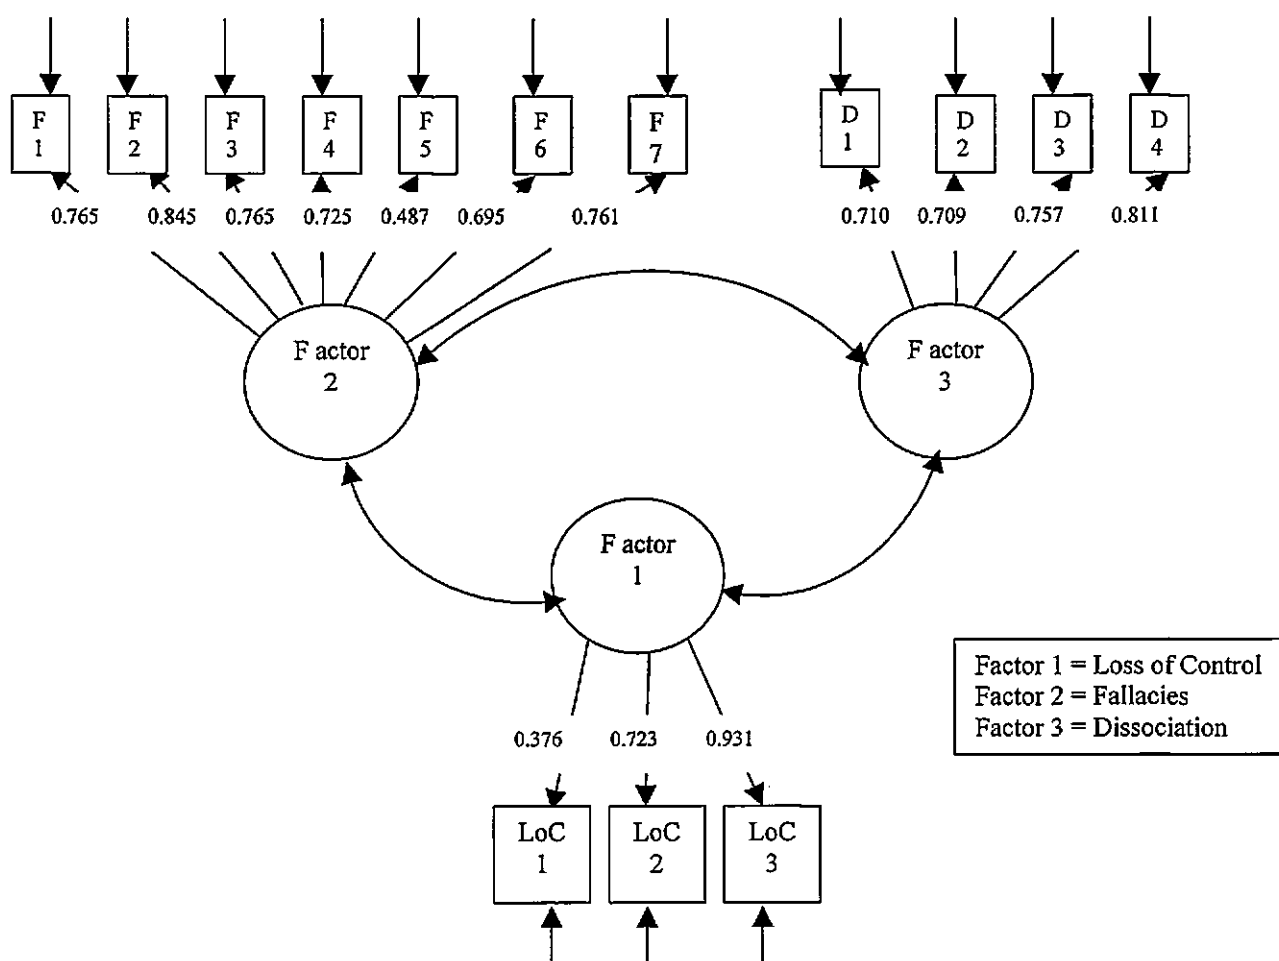 F F F F F F F D D D D
1 2 3 4 5 6 7 1 2 3 4
0.765 0.845 0.765 0.725 0.487 0.695 0.761 0.710 0.709 0.757 0.811
F actor
2
F actor
3
F actor
1
Factor 1 = Loss of Control
Factor 2 = Fallacies
Factor 3 = Dissociation
0.376 0.723 0.931
LoC LoC LoC
1 2 3